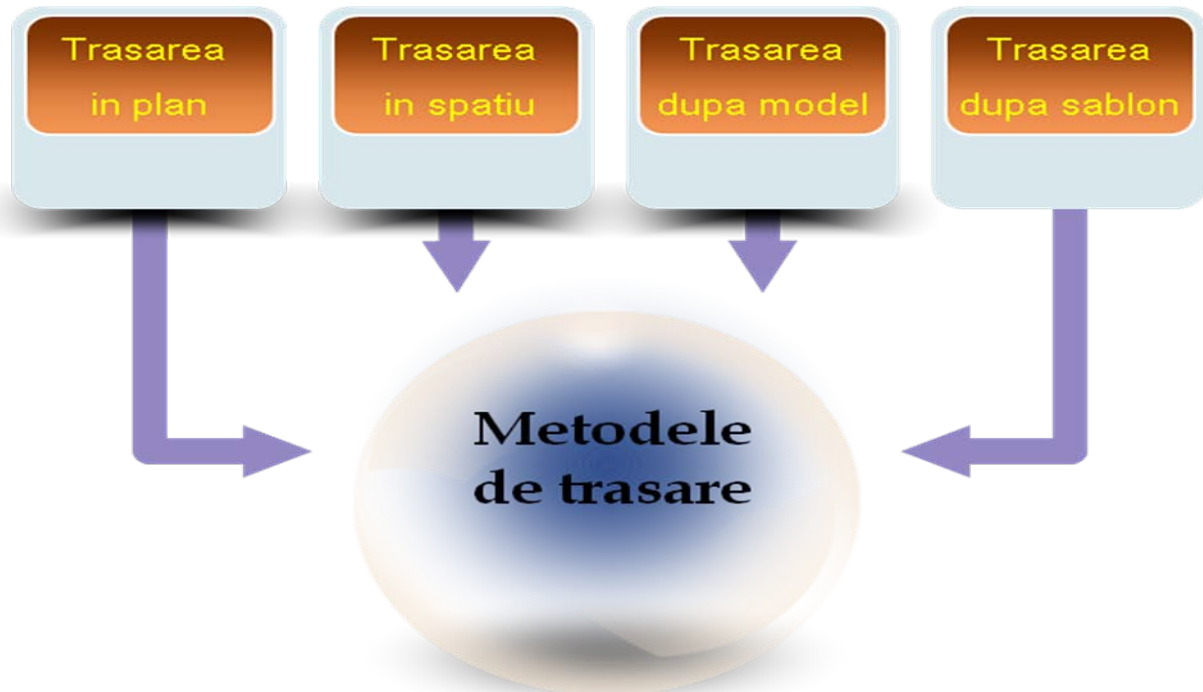 Trasarea
in plan
Trasarea
in spatiu
Trasarea
dupa model
Trasarea
dupa sablon
Metodele
de trasare